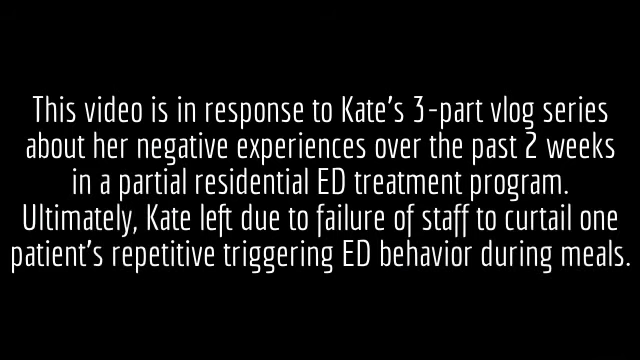 This video is in response to Kate's 3-part vlog series
about her negative experiences over the past 2 weeks
in a partial residential ED treatment program.
Ultimately, Kate left due to failure of staff to curtail one
patient's repetitive triggering ED behavior during meals.